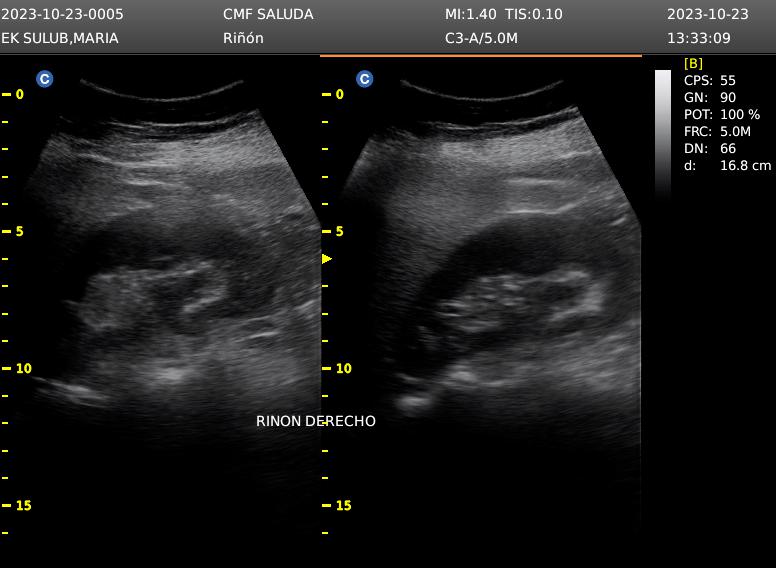 2023-10-23-0005 CMF SALUDA MI:1.40 TIS:0.10 2023-10-23
EK SULUB,MARIA Riñón C3-A/5.0M 13:33:09
C C
[B]
CPS: 55
GN: 90
POT: 100 %
FRC: 5.0M
DN: 66
d: 16.8 cm
0 0
5 5
10 10
RINON DERECHO
15 15